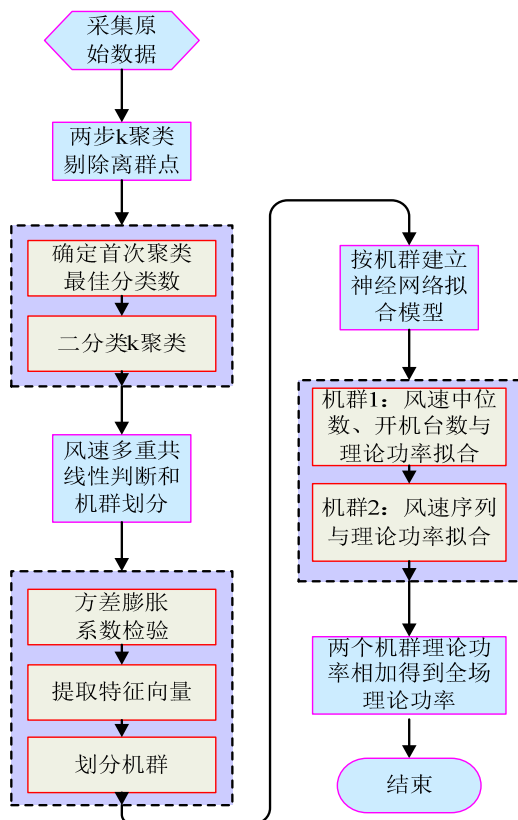 采集原
始数据
两步k聚类
剔除离群点
确定首次聚类
最佳分类数
二分类k聚类
风速多重共
线性判断和
机群划分
方差膨胀
系数检验
提取特征向量
划分机群
按机群建立
神经网络拟
合模型
机群1：风速中位
数、开机台数与
理论功率拟合
机群2：风速序列
与理论功率拟合
两个机群理论功
率相加得到全场
理论功率
结束